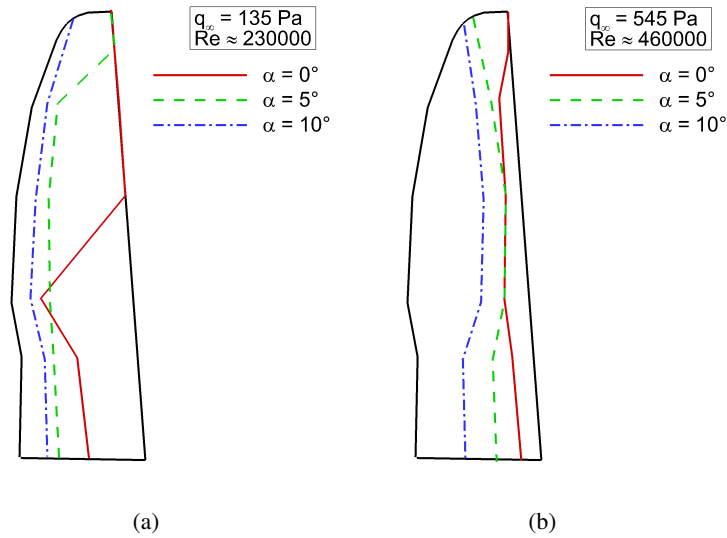 q∞ = 135 Pa
Re ≈ 230000
α = 0°
α = 5°
α = 10°
(a)
q∞ = 545 Pa
Re ≈ 460000
α = 0°
α = 5°
α = 10°
(b)